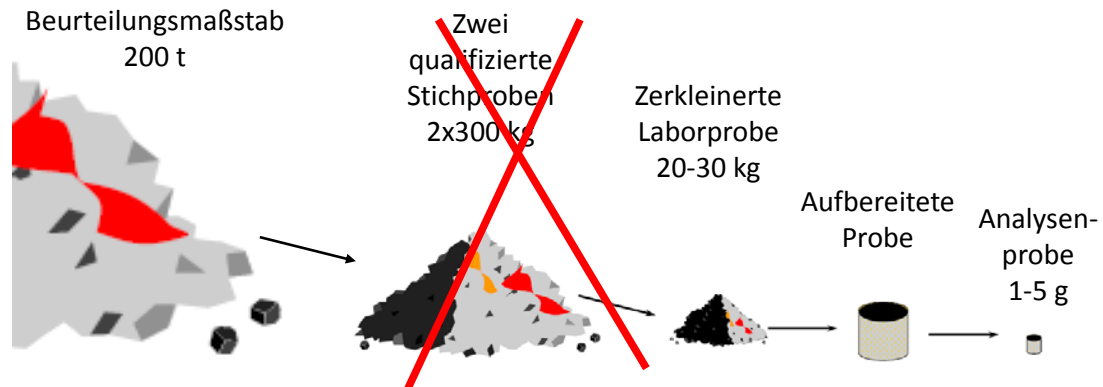 Beurteilungsmaßstab
200 t
Zwei
qualifizierte
Stichproben
2x300 kg
Zerkleinerte
Laborprobe
20-30 kg
Aufbereitete
Probe
Analysen-
probe
1-5 g